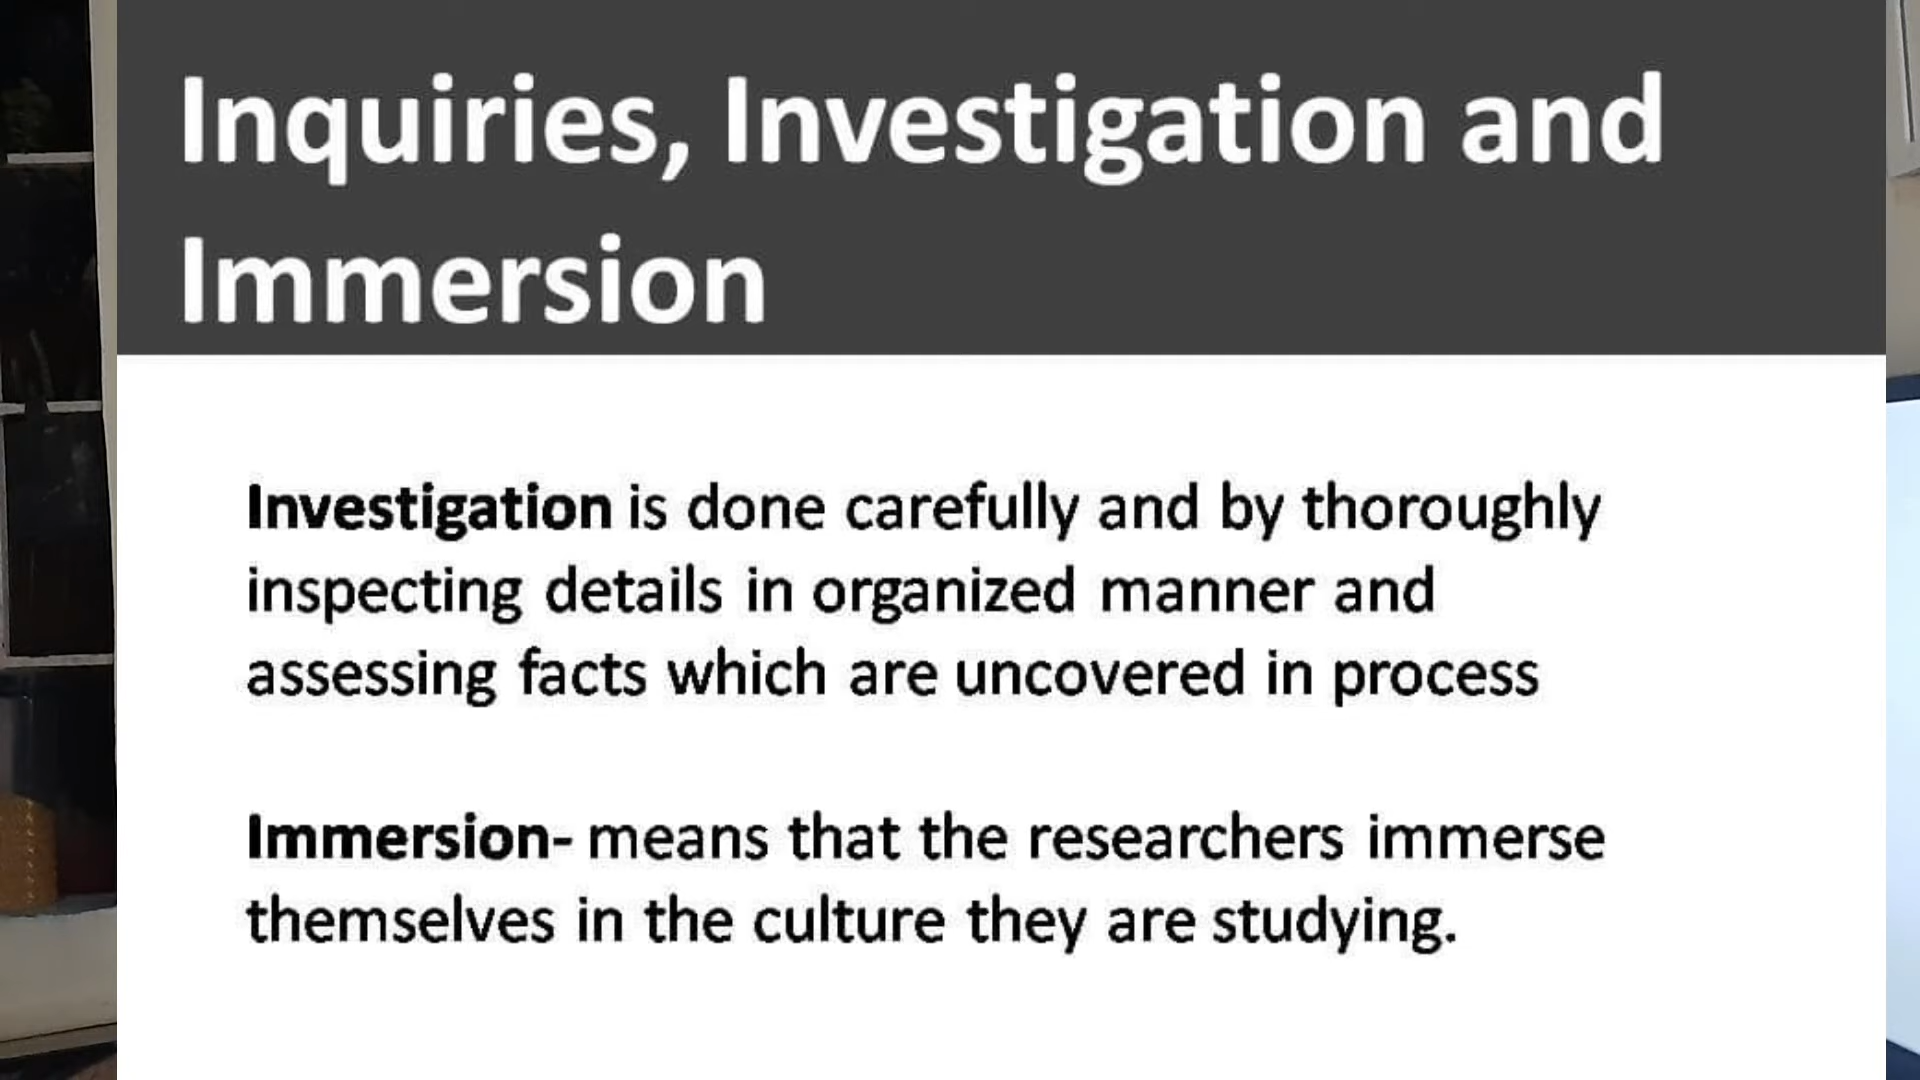 Inquiries, Investigation and
Immersion
Investigation is done carefully and by thoroughly
inspecting details in organized manner and
assessing facts which are uncovered in process
Immersion- means that the researchers immerse
themselves in the culture they are studying.